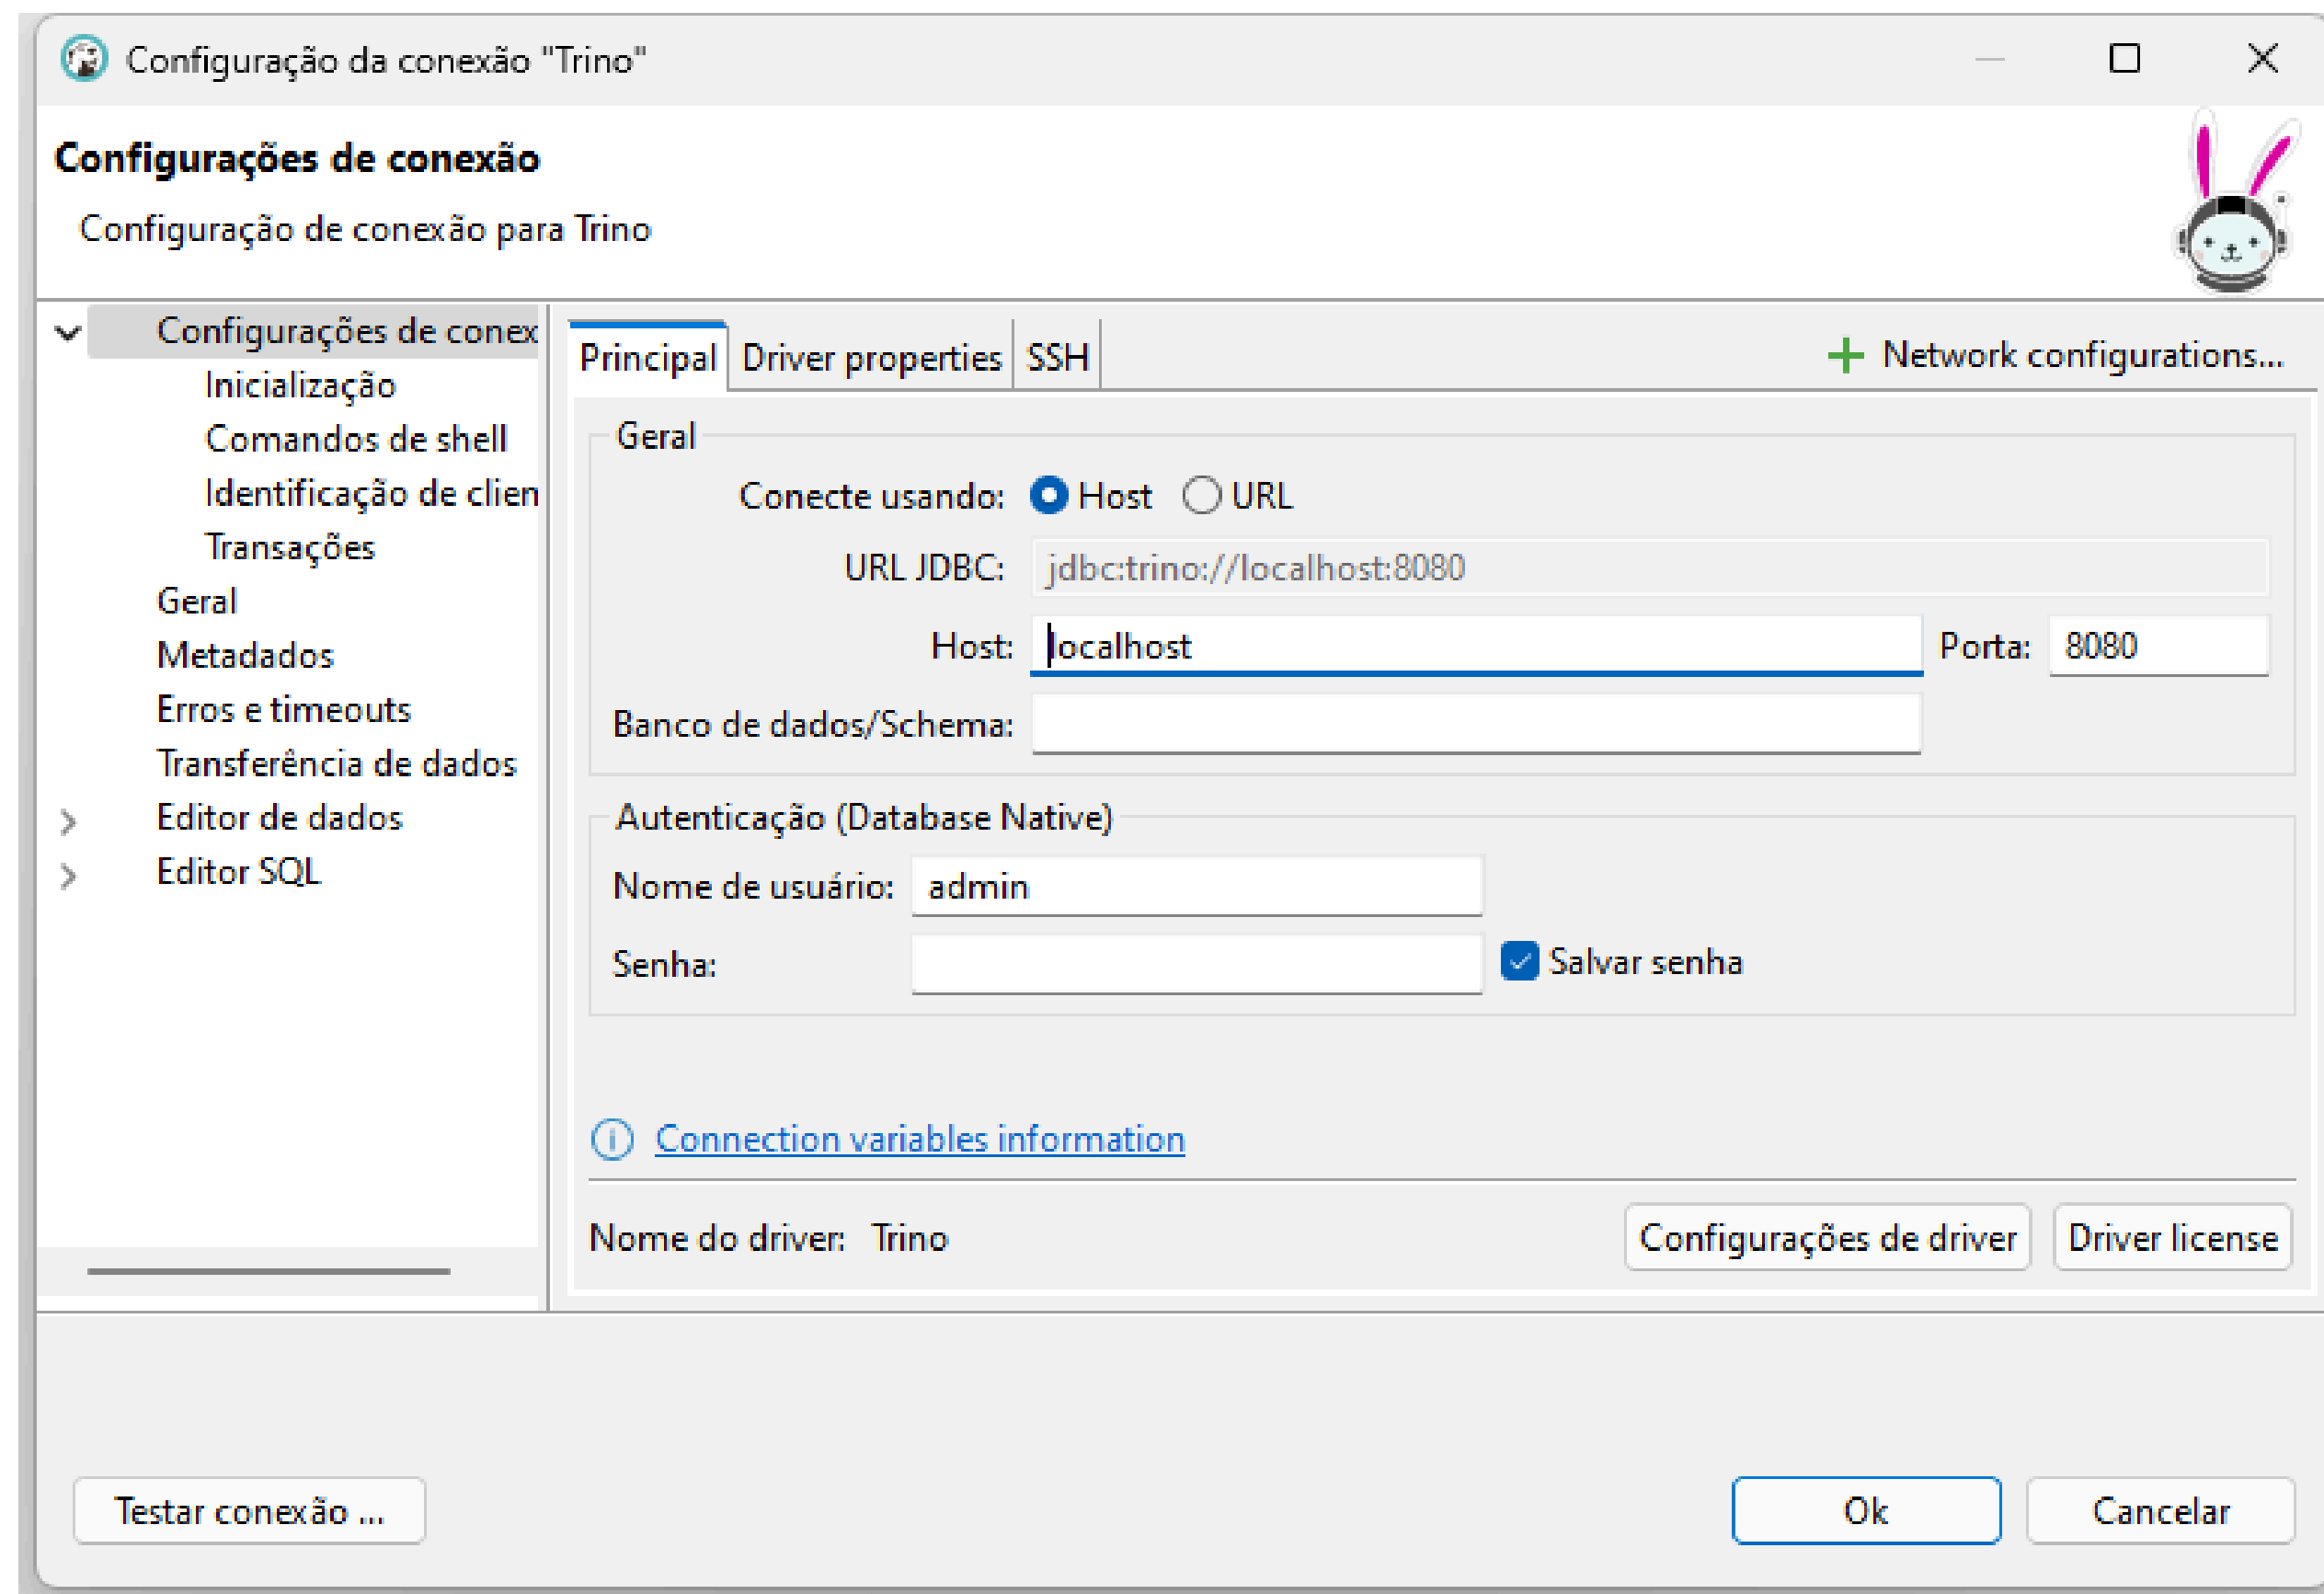 Configuração da conexão "Trino"
Configurações de conexão
Configuração de conexão para Trino
Configurações de conex
Inicialização
Comandos de shell
Identificação de clien
Transações
Geral
Metadados
Erros e timeouts
Transferência de dados
Editor de dados
Editor SQL
Principal Driver properties SSH Network configurations...
Geral
Conecte usando: Host URL
URL JDBC: jdbc:trino://localhost:8080
Host: localhost Porta: 8080
Banco de dados/Schema:
Autenticação (Database Native)
Nome de usuário: admin
Senha: Salvar senha
Connection variables information
Nome do driver: Trino Configurações de driver Driver license
Testar conexão ... Ok Cancelar